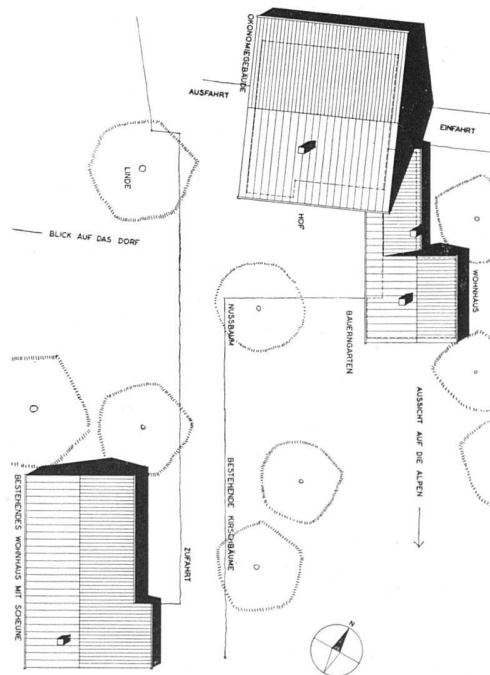 ÖKONOMIEGEBÄUDE
AUSFAHRT
EINFAHRT
LINDE
HOF
BLICK AUF DAS DORF
WOHNHAUS
NUSSBAUM
BAUERNGARTEN
AUSSICHT AUF DIE ALPEN
BESTEHENDE KIRSCHBÄUME
ZUFAHRT
BESTEHENDES WOHNHAUS MIT SCHEUNE
N